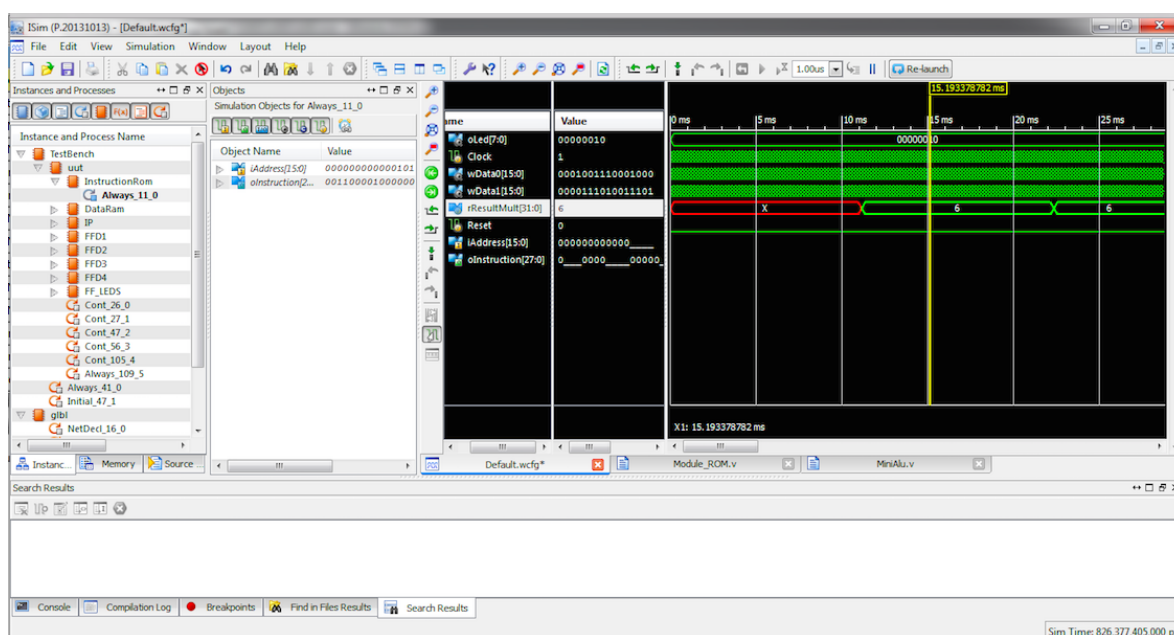 ISim (P.20131013) - [Default.wcfg*]
File Edit View Simulation Window Layout Help
1.00us Re-launch
Instances and Processes
Objects
Simulation Objects for Always_11_0
Instance and Process Name
TestBench
uut
InstructionRom
Always_11_0
DataRam
IP
FFD1
FFD2
FFD3
FFD4
FF_LEDS
Cont_26_0
Cont_27_1
Cont_47_2
Cont_56_3
Cont_105_4
Always_109_5
Always_41_0
Initial_47_1
glbl
NetDecl_16_0
Object Name Value
iAddress[15:0] 0000000000000101
oInstruction[2... 001100001000000
ame Value
oLed[7:0] 00000010
Clock 1
wData0[15:0] 0001001110001000
wData1[15:0] 0000111010011101
rResultMult[31:0] 6
Reset 0
iAddress[15:0] 000000000000____
oInstruction[27:0] 0___0000____00000_
15.193378782 ms
0 ms 5 ms 10 ms 15 ms 20 ms 25 ms
00000010
X 6 6
X1: 15.193378782 ms
Instanc... Memory Source
Default.wcfg* Module_ROM.v MiniAlu.v
Search Results
Console Compilation Log Breakpoints Find in Files Results Search Results
Sim Time: 826,377,405,000 p